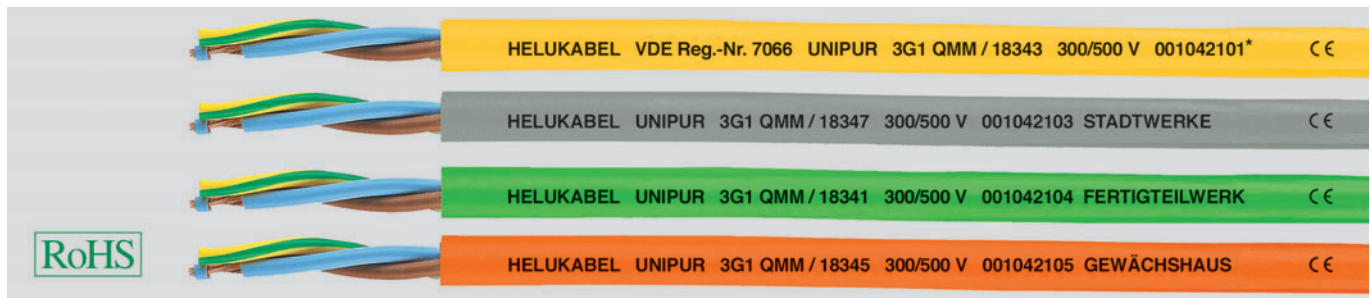 HELUKABEL VDE Reg.-Nr. 7066 UNIPUR 3G1 QMM / 18343 300/500 V 001042101* CE
HELUKABEL UNIPUR 3G1 QMM / 18347 300/500 V 001042103 STADTWERKE CE
HELUKABEL UNIPUR 3G1 QMM / 18341 300/500 V 001042104 FERTIGTEILWERK CE
RoHS
HELUKABEL UNIPUR 3G1 QMM / 18345 300/500 V 001042105 GEWÄCHSHAUS CE